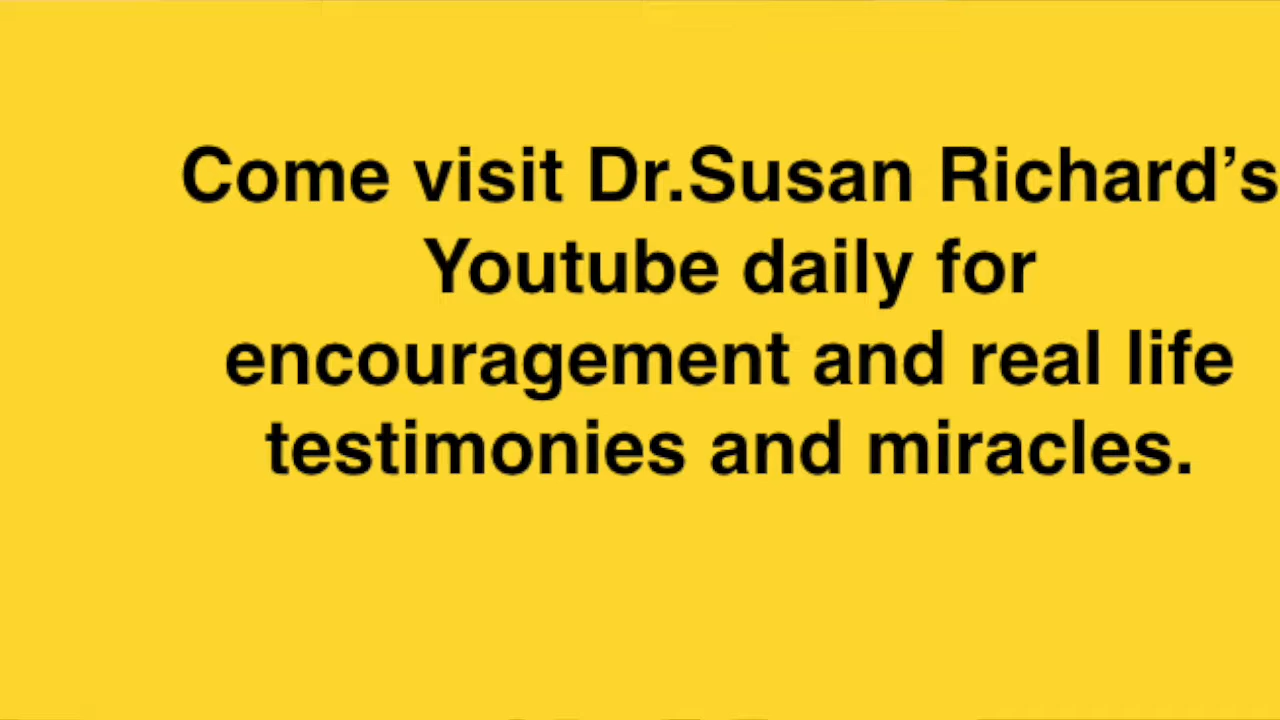 Come visit Dr.Susan Richard’s
Youtube daily for
encouragement and real life
testimonies and miracles.